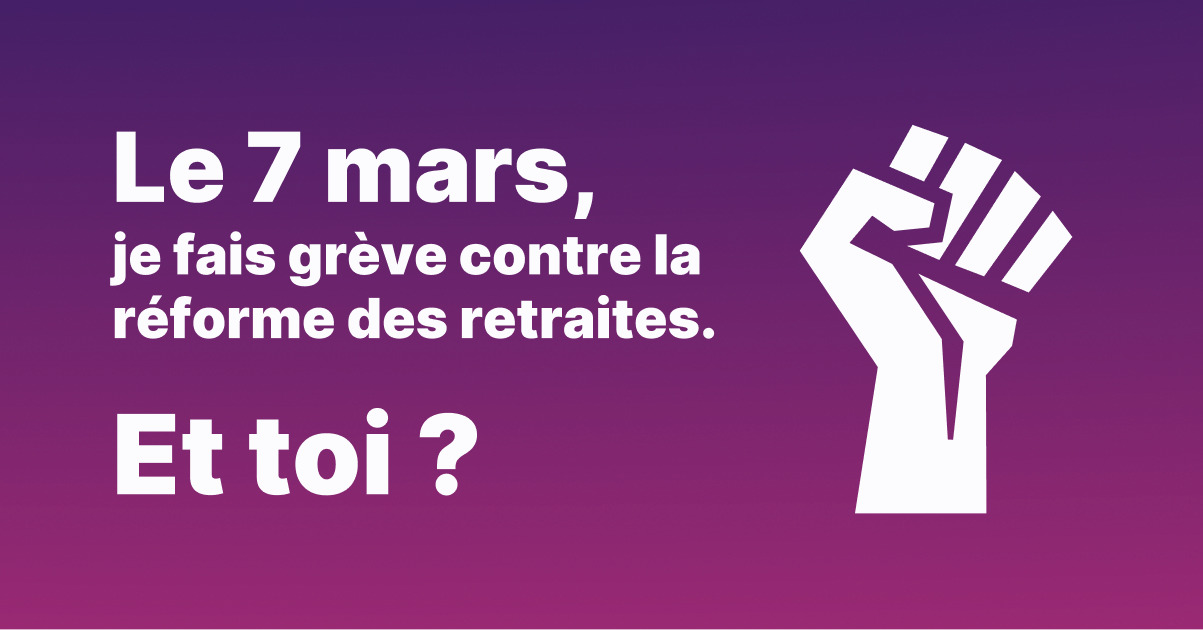 Le 7 mars,
je fais grève contre la
réforme des retraites.
Et toi ?